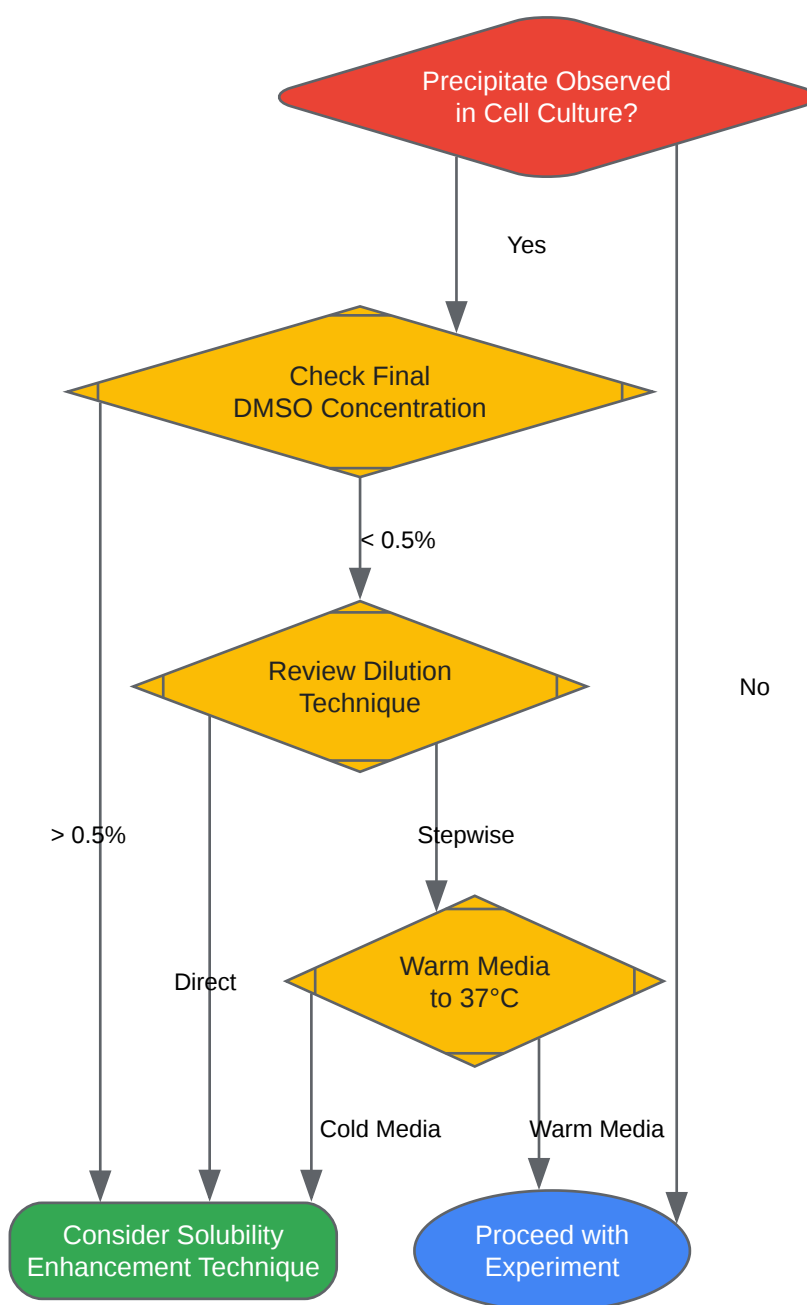 Precipitate Observed
in Cell Culture?
Yes
Check Final
DMSO Concentration
< 0.5%
Review Dilution
Technique
No
> 0.5%
Stepwise
Warm Media
to 37°C
Direct
Cold Media
Warm Media
Consider Solubility
Enhancement Technique
Proceed with
Experiment